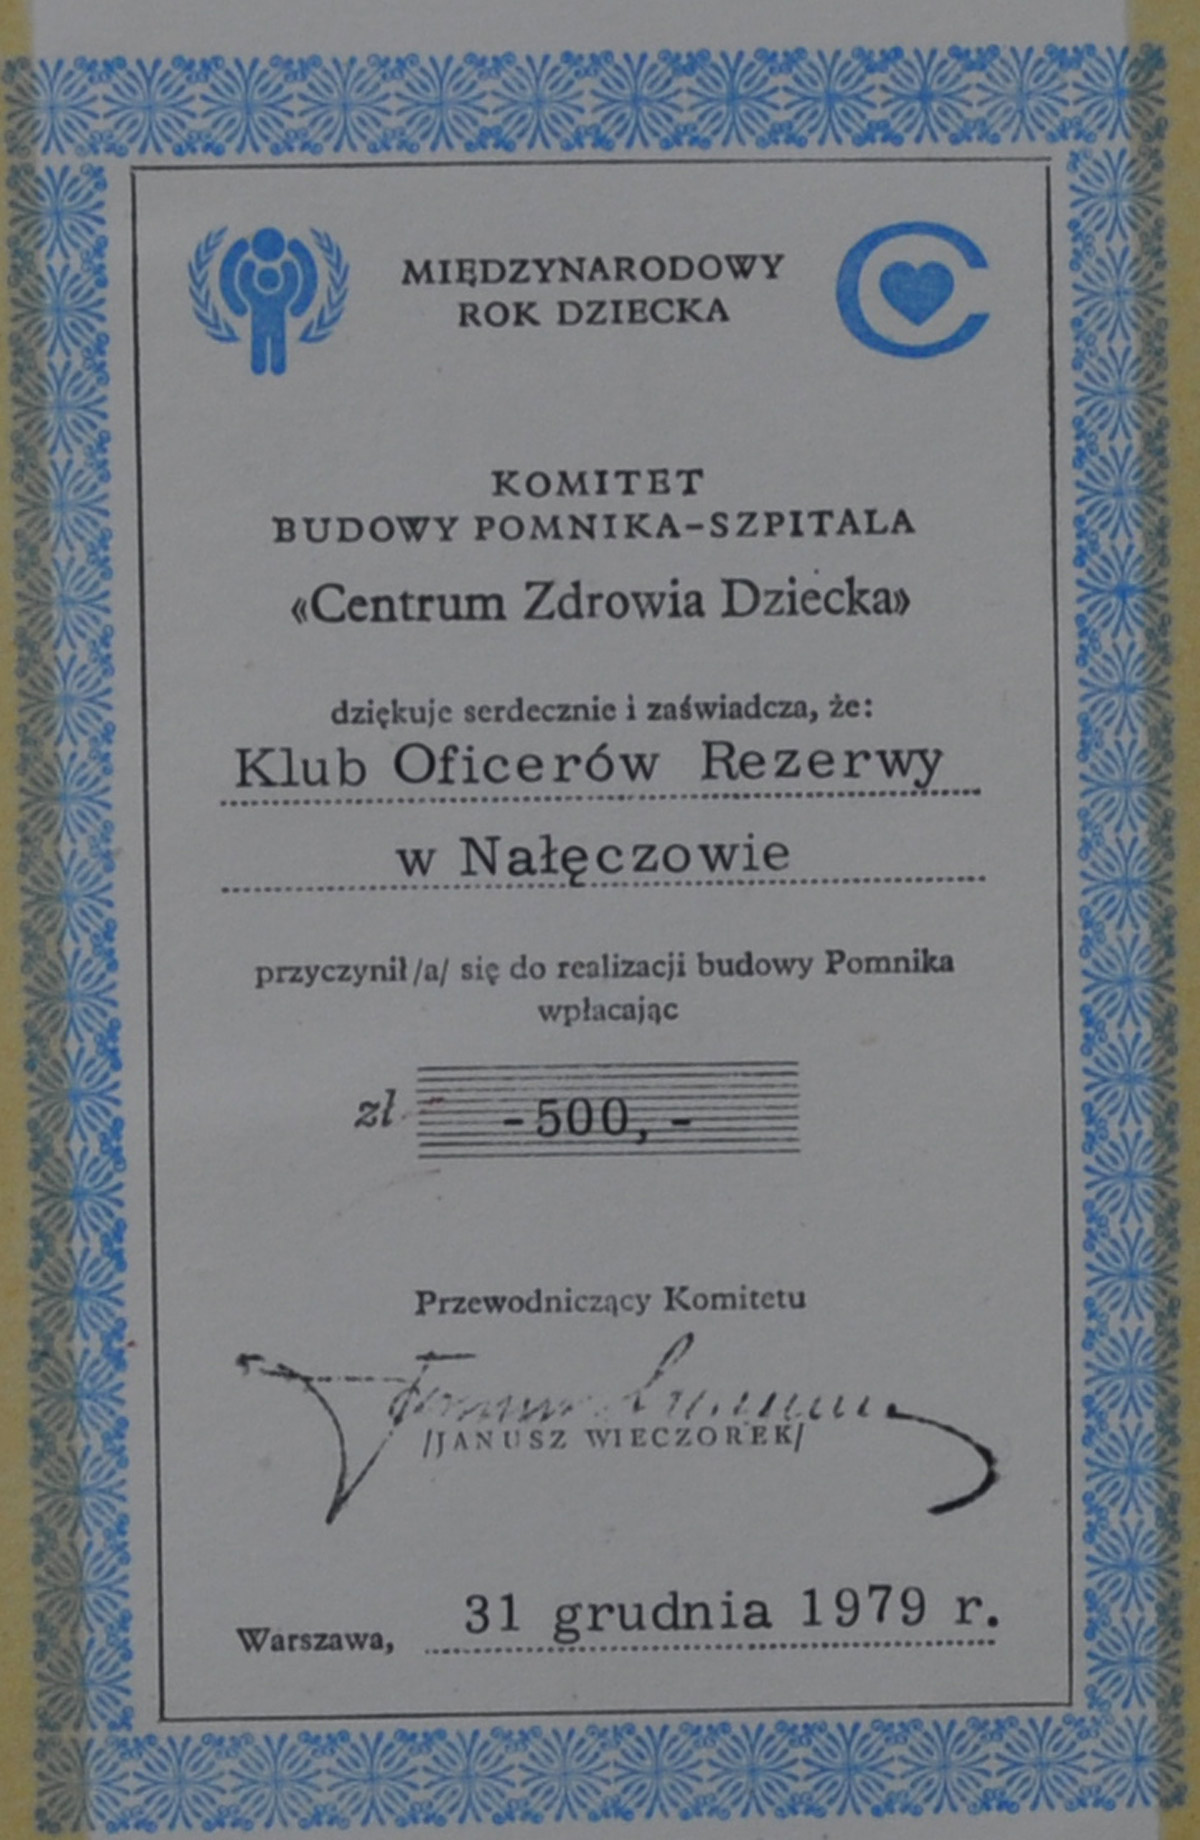 MIĘDZYNARODOWY
ROK DZIECKA
KOMITET
BUDOWY POMNIKA-SZPITALA
«Centrum Zdrowia Dziecka»
dziękuje serdecznie i zaświadcza, że:
Klub Oficerów Rezerwy
w Nałęczowie
przyczynił /a/ się do realizacji budowy Pomnika
wpłacając
zł -500,-
Przewodniczący Komitetu
/JANUSZ WIECZOREK/
Warszawa, 31 grudnia 1979 r.